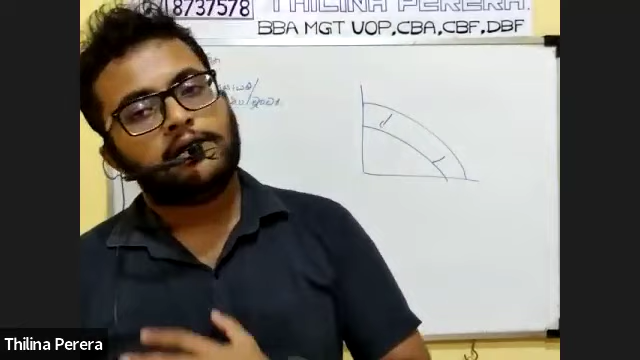 8737578
THILINA PERERA
BBA MGT UOP,CBA,CBF,DBF
Thilina Perera